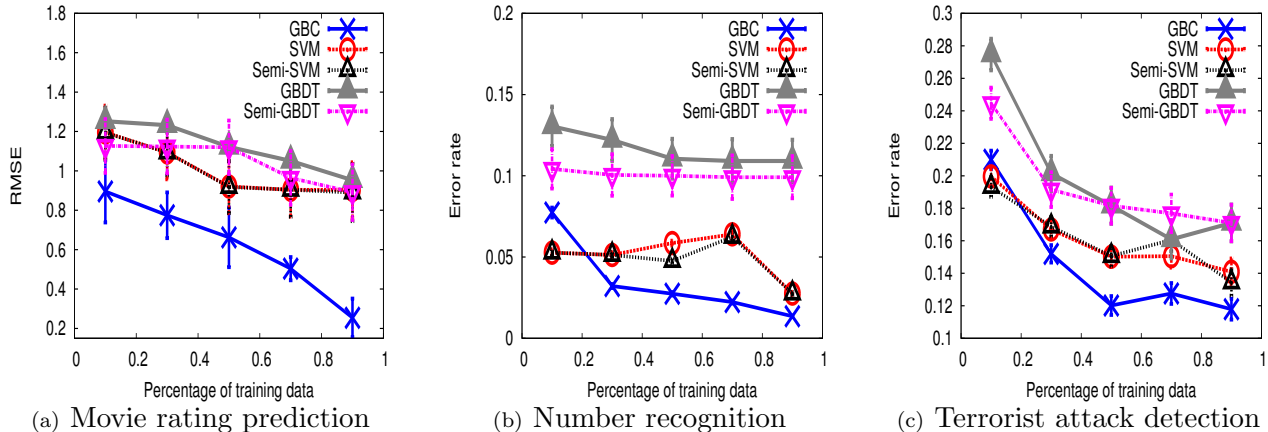 GBC
SVM
Semi-SVM
GBDT
Semi-GBDT
RMSE
1.8
1.6
1.4
1.2
1
0.8
0.6
0.4
0.2
0 0.2 0.4 0.6 0.8 1
Percentage of training data
(a) Movie rating prediction
GBC
SVM
Semi-SVM
GBDT
Semi-GBDT
Error rate
0.2
0.15
0.1
0.05
0
0 0.2 0.4 0.6 0.8 1
Percentage of training data
(b) Number recognition
GBC
SVM
Semi-SVM
GBDT
Semi-GBDT
Error rate
0.3
0.28
0.26
0.24
0.22
0.2
0.18
0.16
0.14
0.12
0.1
0 0.2 0.4 0.6 0.8 1
Percentage of training data
(c) Terrorist attack detection